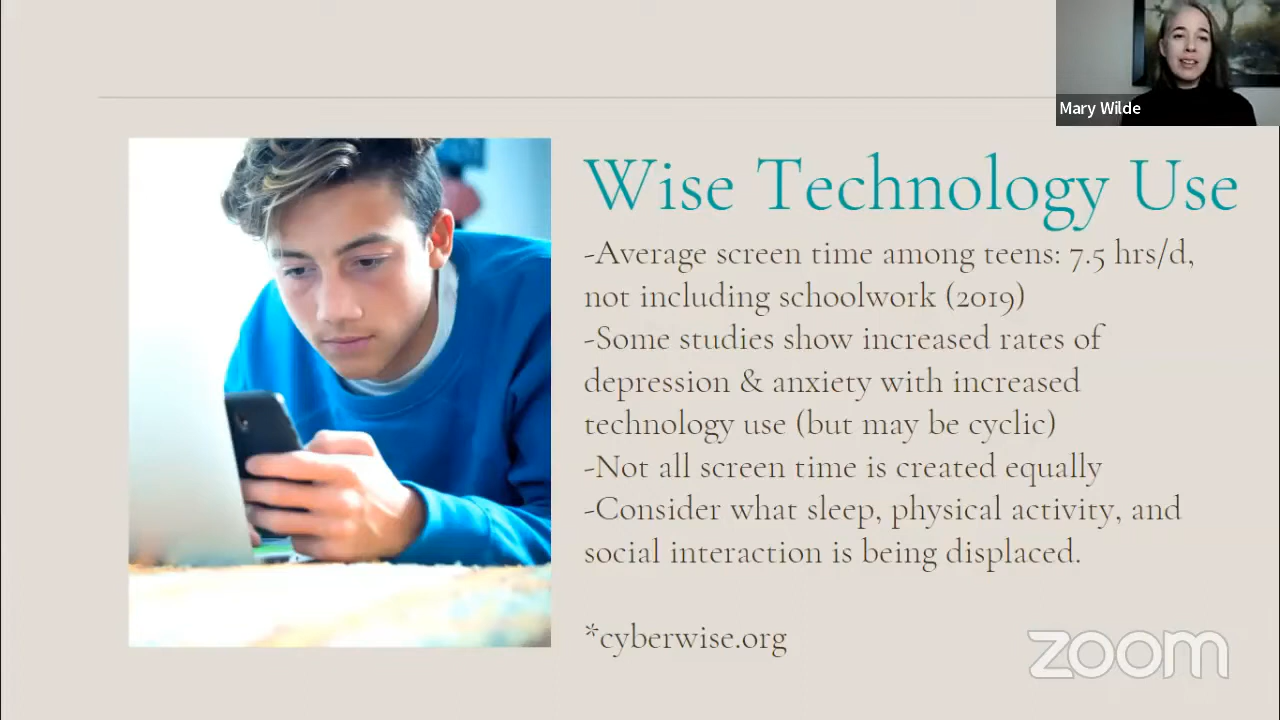 Mary Wilde
Wise Technology Use
-Average screen time among teens: 7.5 hrs/d,
not including schoolwork (2019)
-Some studies show increased rates of
depression & anxiety with increased
technology use (but may be cyclic)
-Not all screen time is created equally
-Consider what sleep, physical activity, and
social interaction is being displaced.
*cyberwise.org
zoom